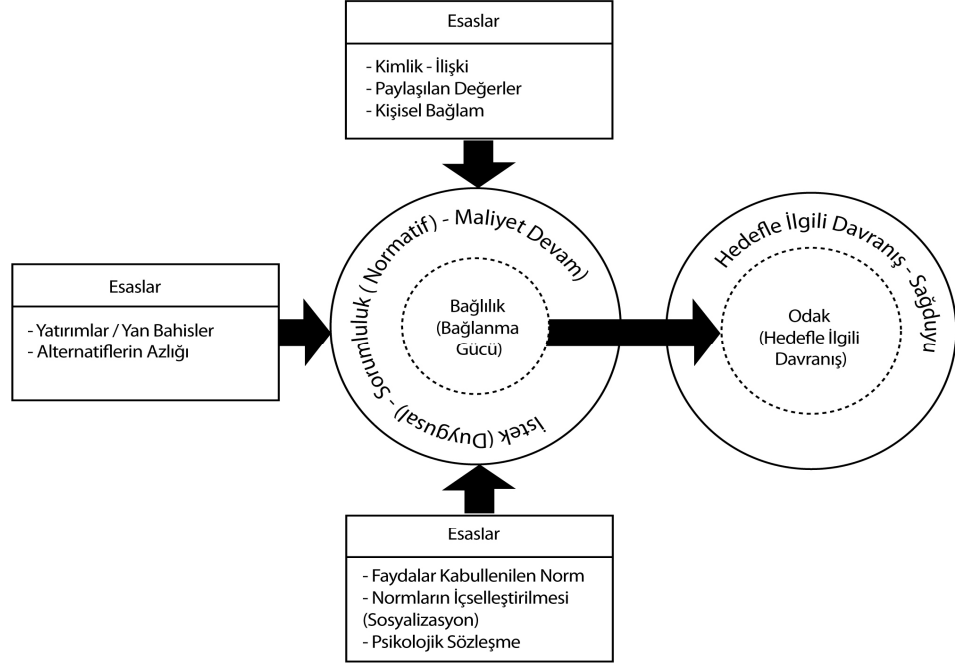 Esaslar
- Kimlik - İlişki
- Paylaşılan Değerler
- Kişisel Bağlam
Esaslar
- Yatırımlar / Yan Bahisler
- Alternatiflerin Azlığı
İstek (Duygusal) - Sorumluluk ( Normatif) - Maliyet Devam)
Bağlılık
(Bağlanma
Gücü)
Hedefle İlgili Davranış - Sağduyu
Odak
(Hedefle İlgili
Davranış)
Esaslar
- Faydalar Kabullenilen Norm
- Normların İçselleştirilmesi
(Sosyalizasyon)
- Psikolojik Sözleşme